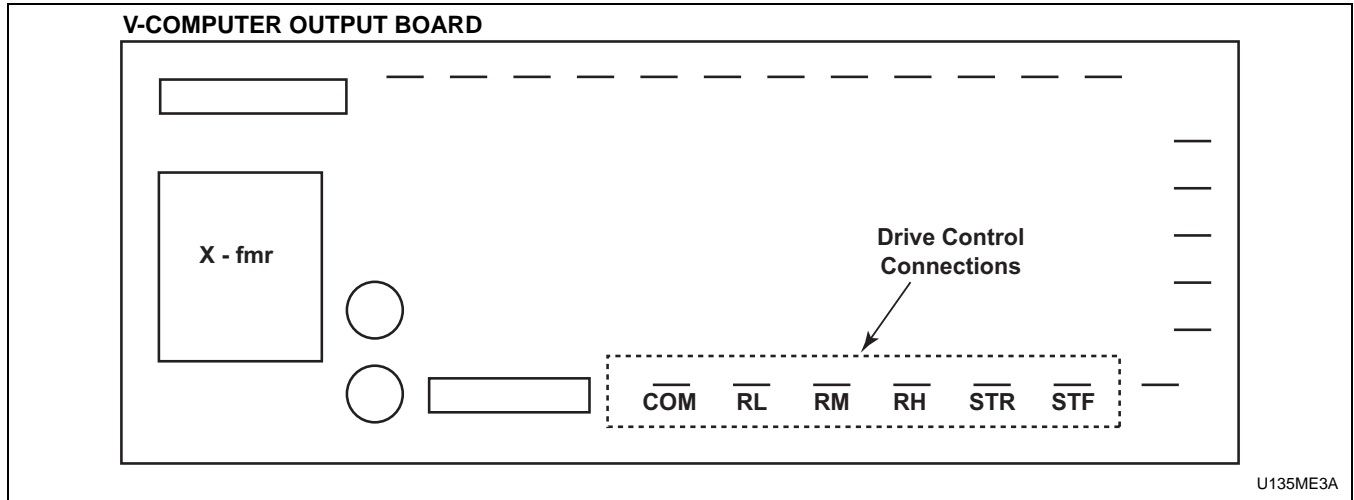 V-COMPUTER OUTPUT BOARD
X - fmr
Drive Control
Connections
COM RL RM RH STR STF
U135ME3A